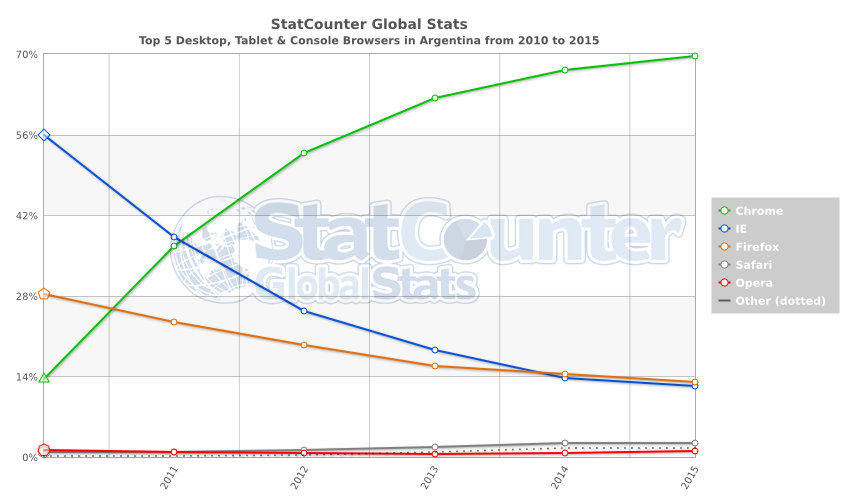 StatCounter Global Stats
Top 5 Desktop, Tablet & Console Browsers in Argentina from 2010 to 2015
70%
56%
42%
28%
14%
0%
StatCounter
GlobalStats
2011
2012
2013
2014
2015
Chrome
IE
Firefox
Safari
Opera
Other (dotted)